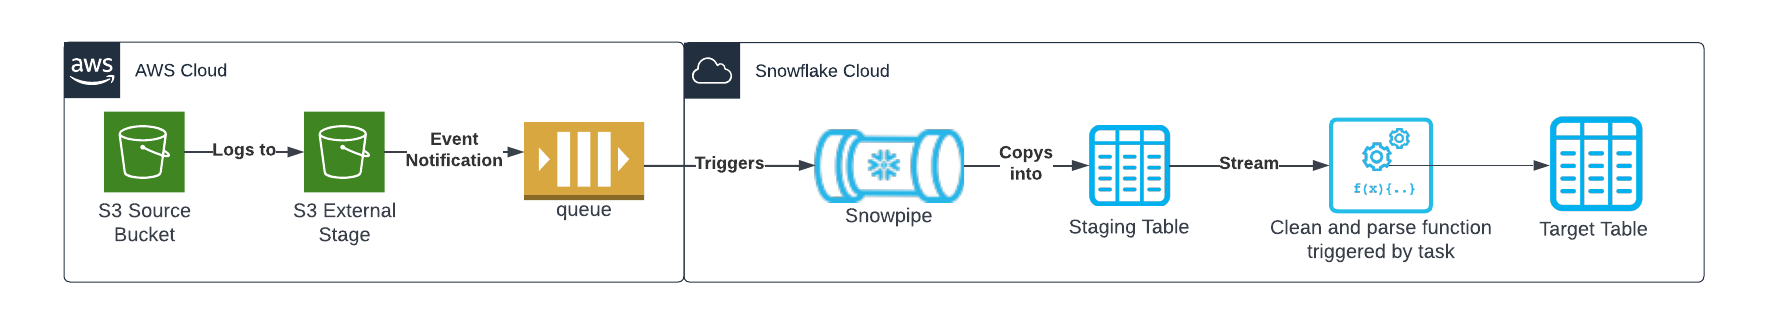 aws
AWS Cloud
Snowflake Cloud
Logs to
Event
Notification
Triggers
Copys
into
Stream
f(x){..}
S3 Source
Bucket
S3 External
Stage
queue
Snowpipe
Staging Table
Clean and parse function
triggered by task
Target Table